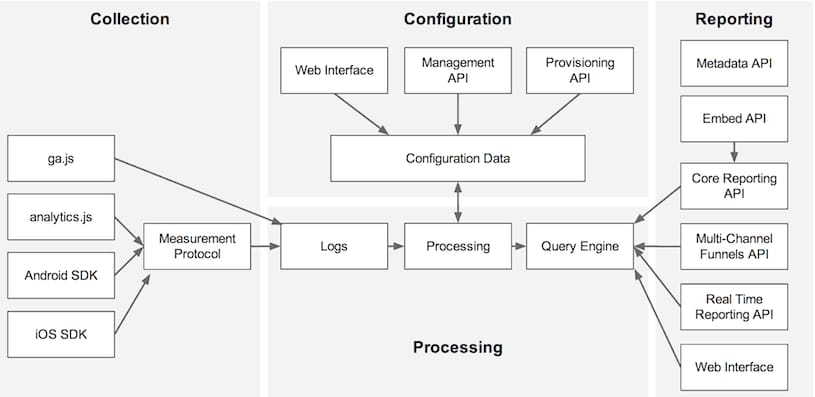 Collection
Configuration
Reporting
Web Interface
Management
API
Provisioning
API
Metadata API
Embed API
ga.js
Configuration Data
Core Reporting
API
analytics.js
Measurement
Protocol
Logs
Processing
Query Engine
Multi-Channel
Funnels API
Android SDK
Real Time
Reporting API
iOS SDK
Processing
Web Interface